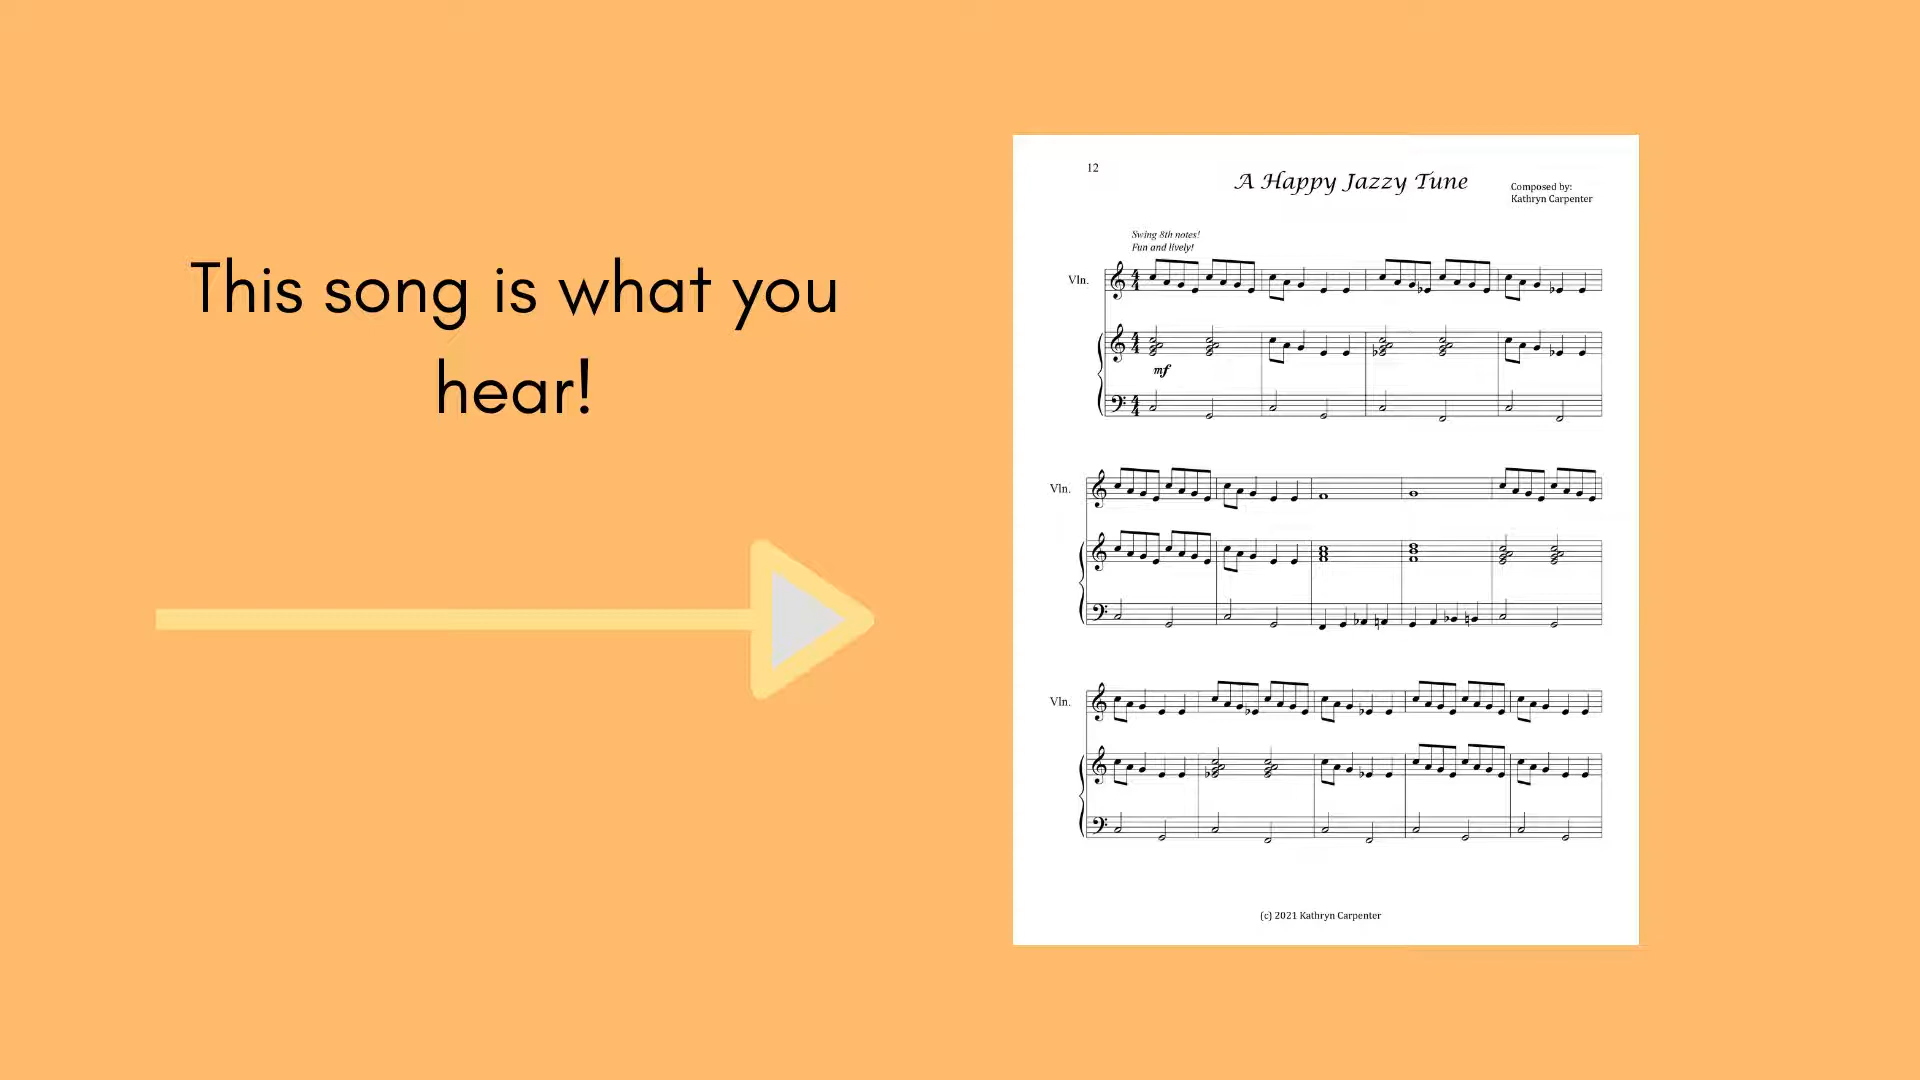 This song is what you
hear!
12
A Happy Jazzy Tune
Composed by:
Kathryn Carpenter
Swing 8th notes!
Fun and lively!
Vln.
mf
Vln.
Vln.
(c) 2021 Kathryn Carpenter